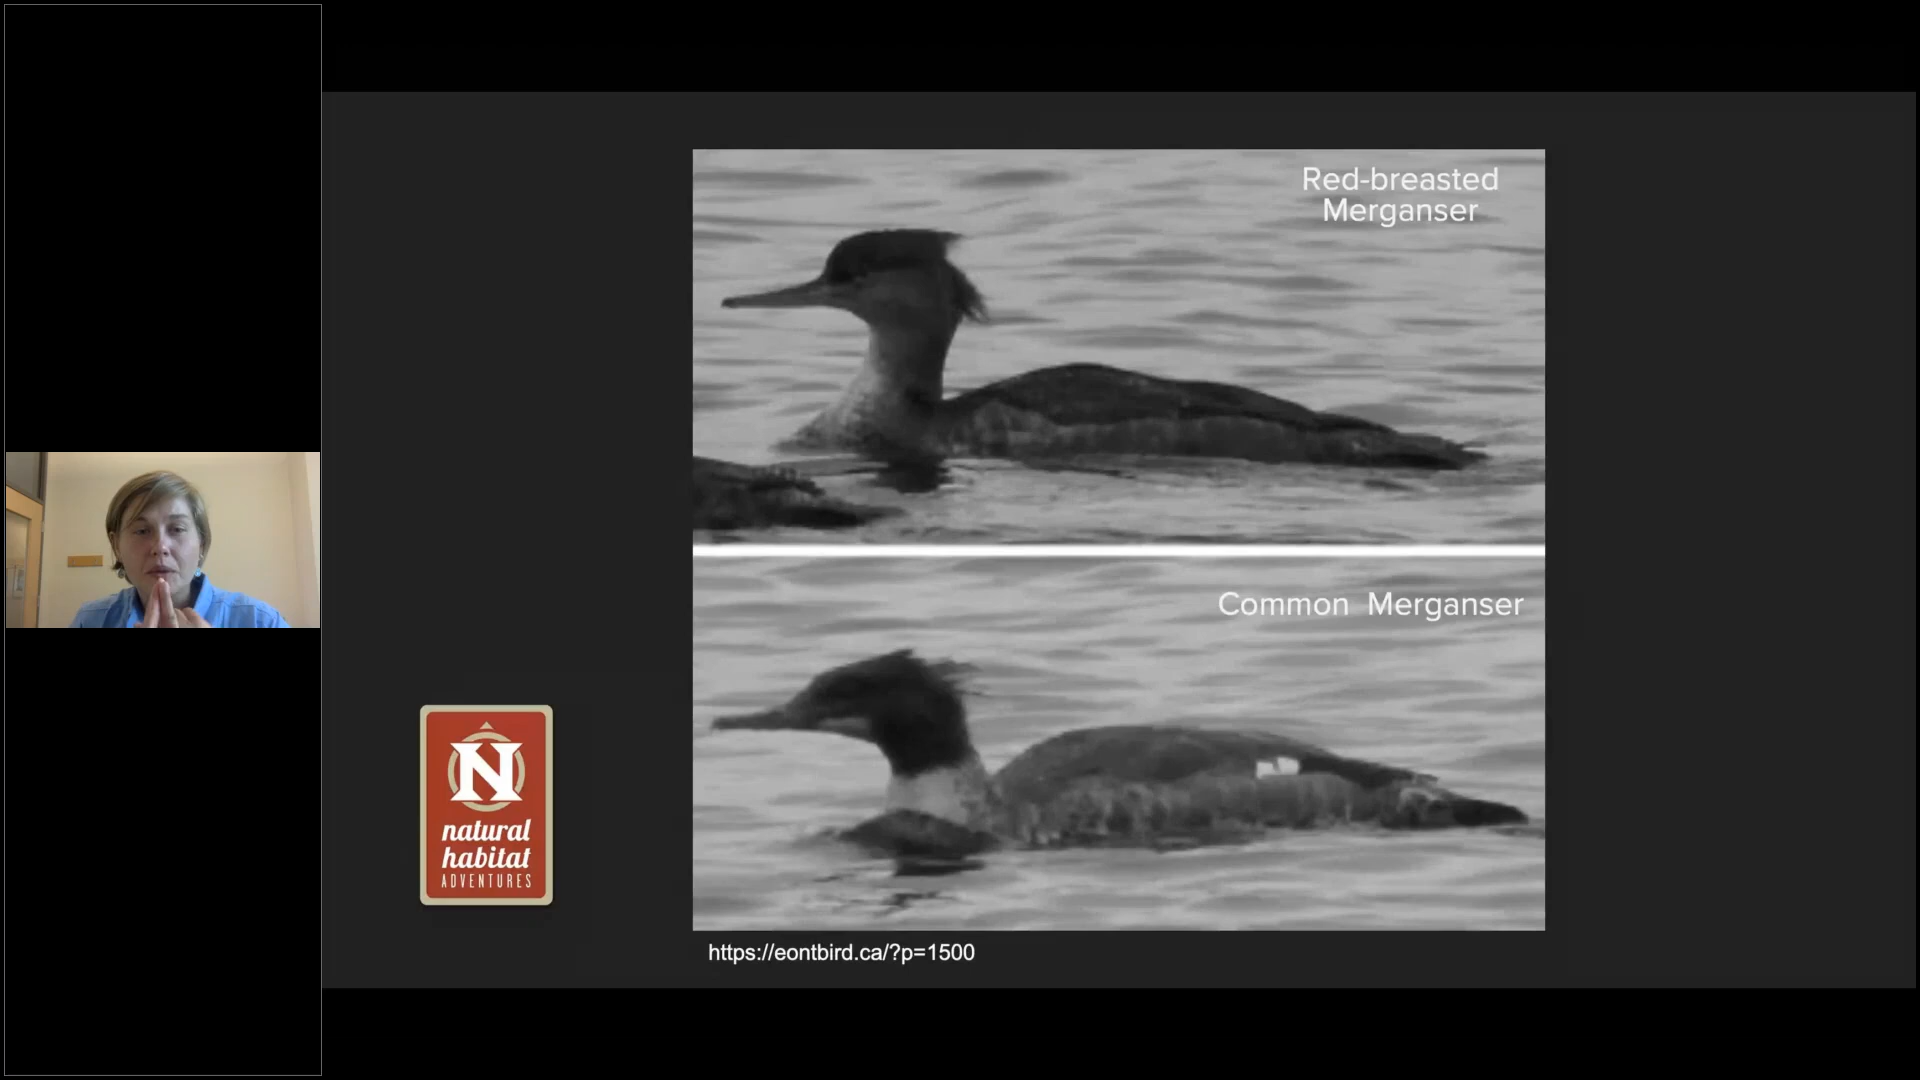 Red-breasted
Merganser
Common Merganser
N
natural
habitat
ADVENTURES
https://eontbird.ca/?p=1500